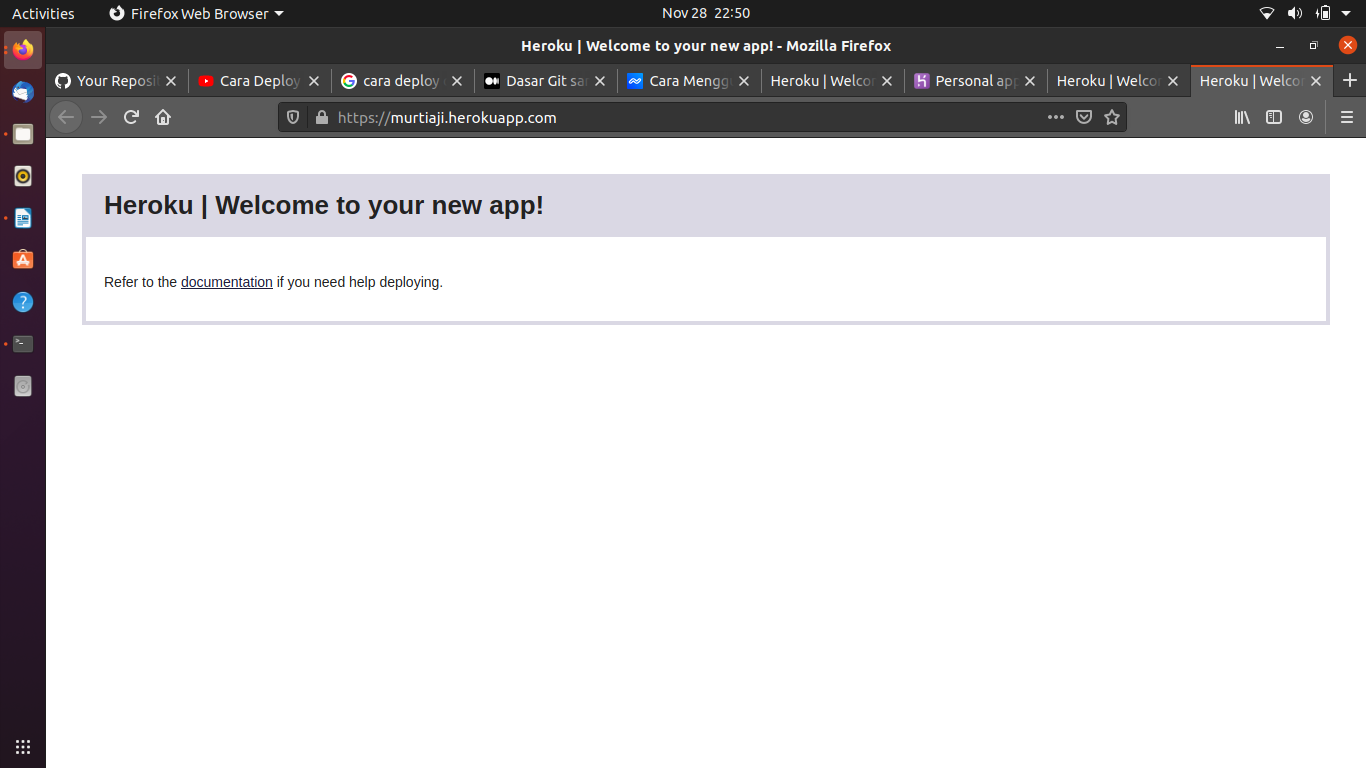 Activities Firefox Web Browser Nov 28 22:50
Heroku | Welcome to your new app! - Mozilla Firefox
Your Reposit Cara Deploy cara deploy Dasar Git sa Cara Mengg Heroku | Welco Personal app Heroku | Welco Heroku | Welco
https://murtiaji.herokuapp.com
Heroku | Welcome to your new app!
Refer to the documentation if you need help deploying.